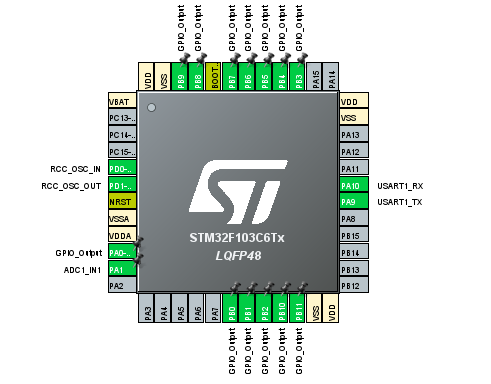 GPIO_Output
GPIO_Output
GPIO_Output
GPIO_Output
GPIO_Output
GPIO_Output
GPIO_Output
VDD
VSS
PB9
PB8
BOOT..
PB7
PB6
PB5
PB4
PB3
PA15
PA14
VBAT
PC13-..
PC14-..
PC15-..
RCC_OSC_IN PD0-..
RCC_OSC_OUT PD1-..
NRST
VSSA
VDDA
GPIO_Output PA0-..
ADC1_IN1 PA1
PA2
ST
STM32F103C6Tx
LQFP48
VDD
VSS
PA13
PA12
PA11
PA10 USART1_RX
PA9 USART1_TX
PA8
PB15
PB14
PB13
PB12
PA3
PA4
PA5
PA6
PA7
PB0
PB1
PB2
PB10
PB11
VSS
VDD
GPIO_Output
GPIO_Output
GPIO_Output
GPIO_Output
GPIO_Output